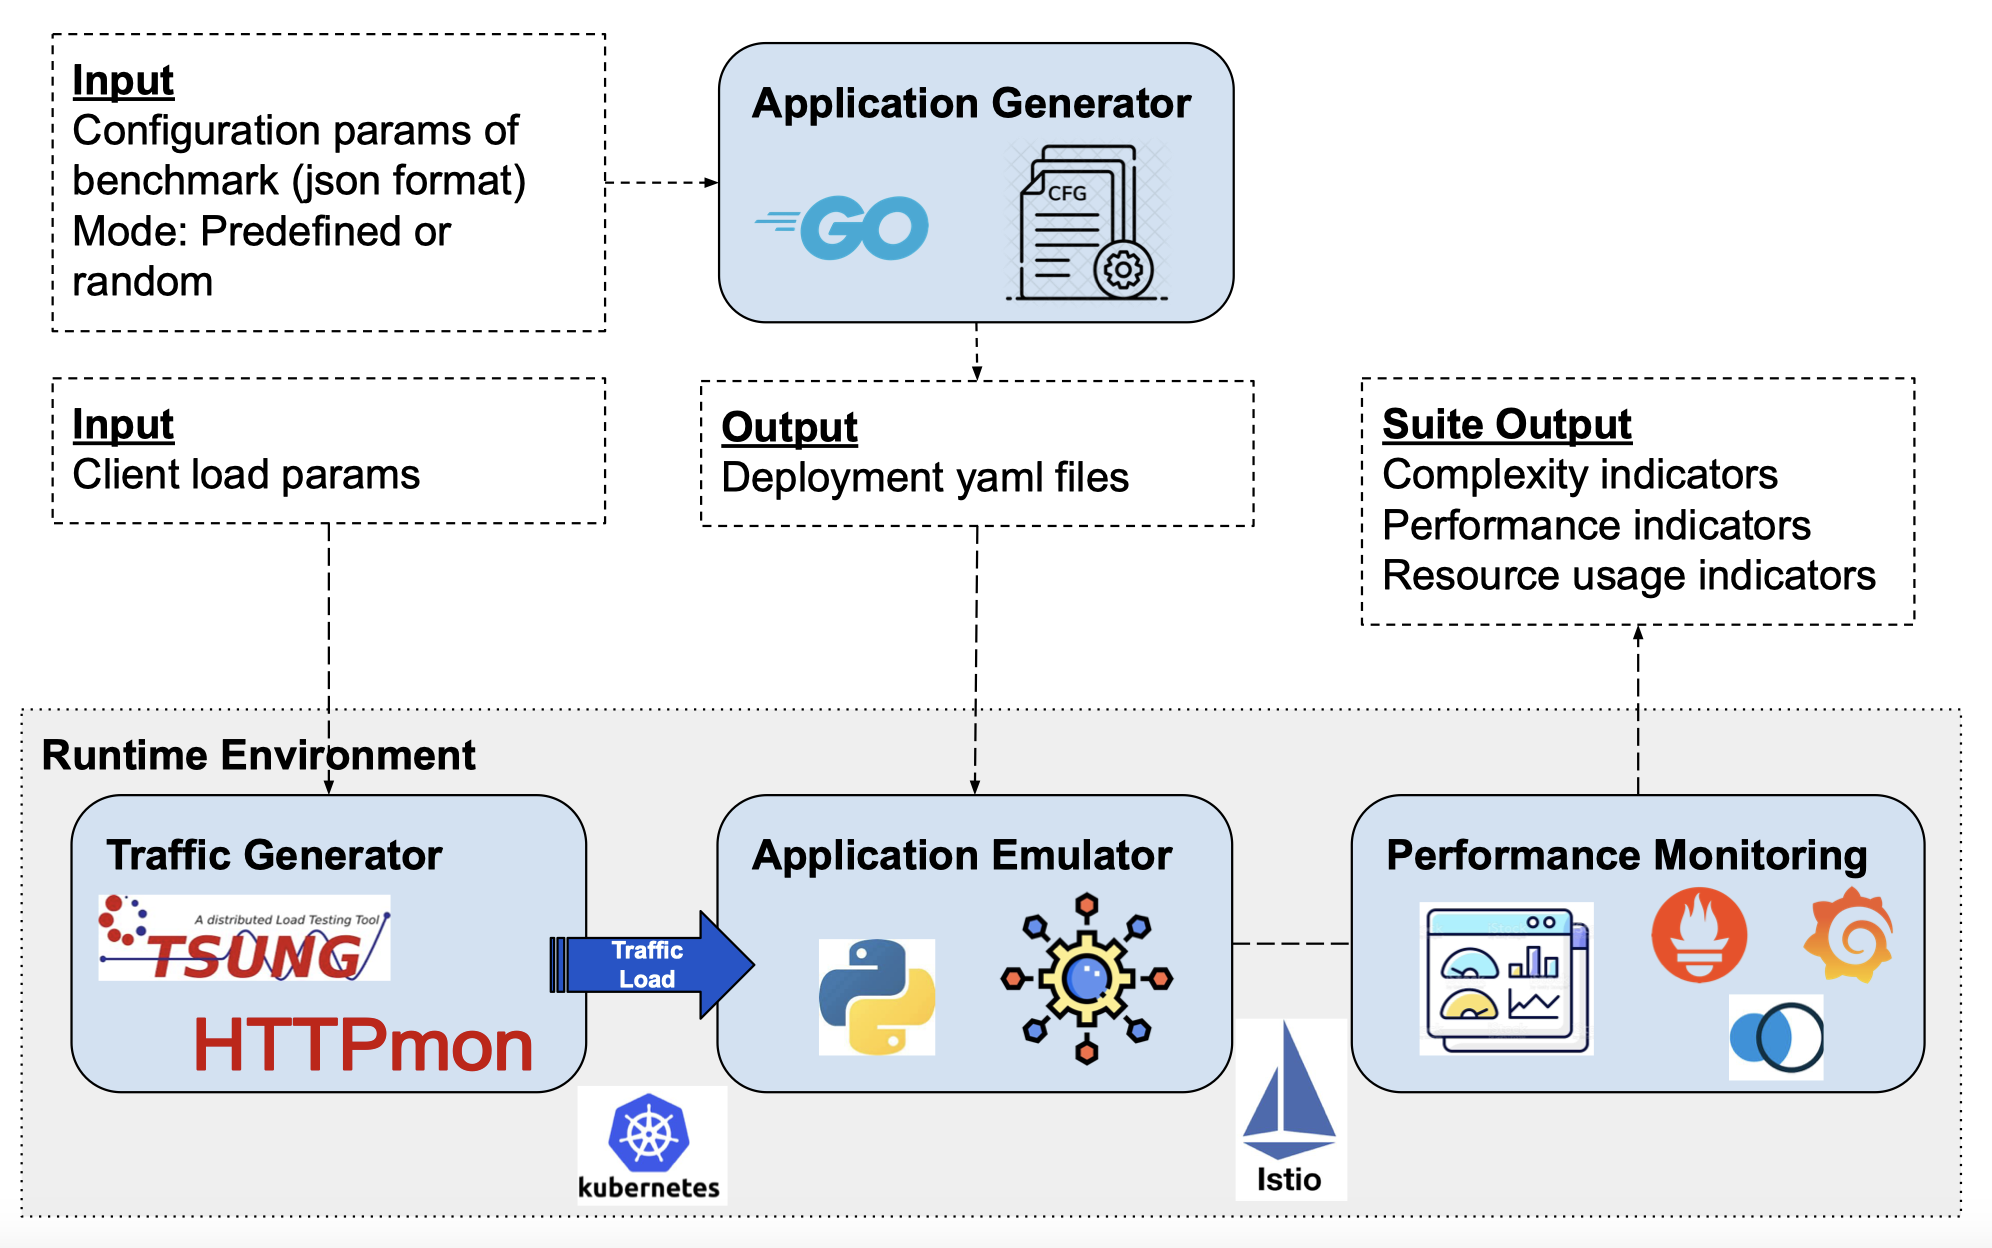 Input
Configuration params of
benchmark (json format)
Mode: Predefined or
random
Application Generator
GO
CFG
Input
Client load params
Output
Deployment yaml files
Suite Output
Complexity indicators
Performance indicators
Resource usage indicators
Runtime Environment
Traffic Generator
A distributed Load Testing Tool
TSUNG
HTTPmon
Traffic
Load
Application Emulator
Performance Monitoring
kubernetes
Istio